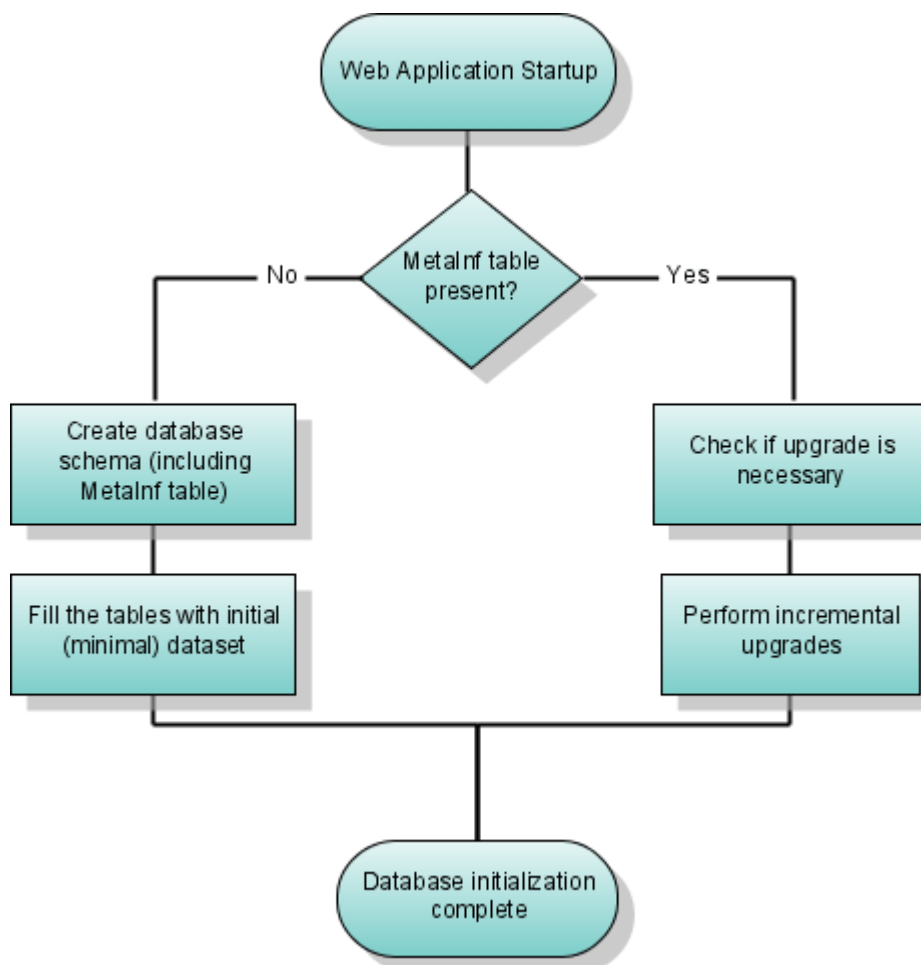 Web Application Startup
MetaInf table
present?
No
Yes
Create database
schema (including
MetaInf table)
Check if upgrade is
necessary
Fill the tables with initial
(minimal) dataset
Perform incremental
upgrades
Database initialization
complete